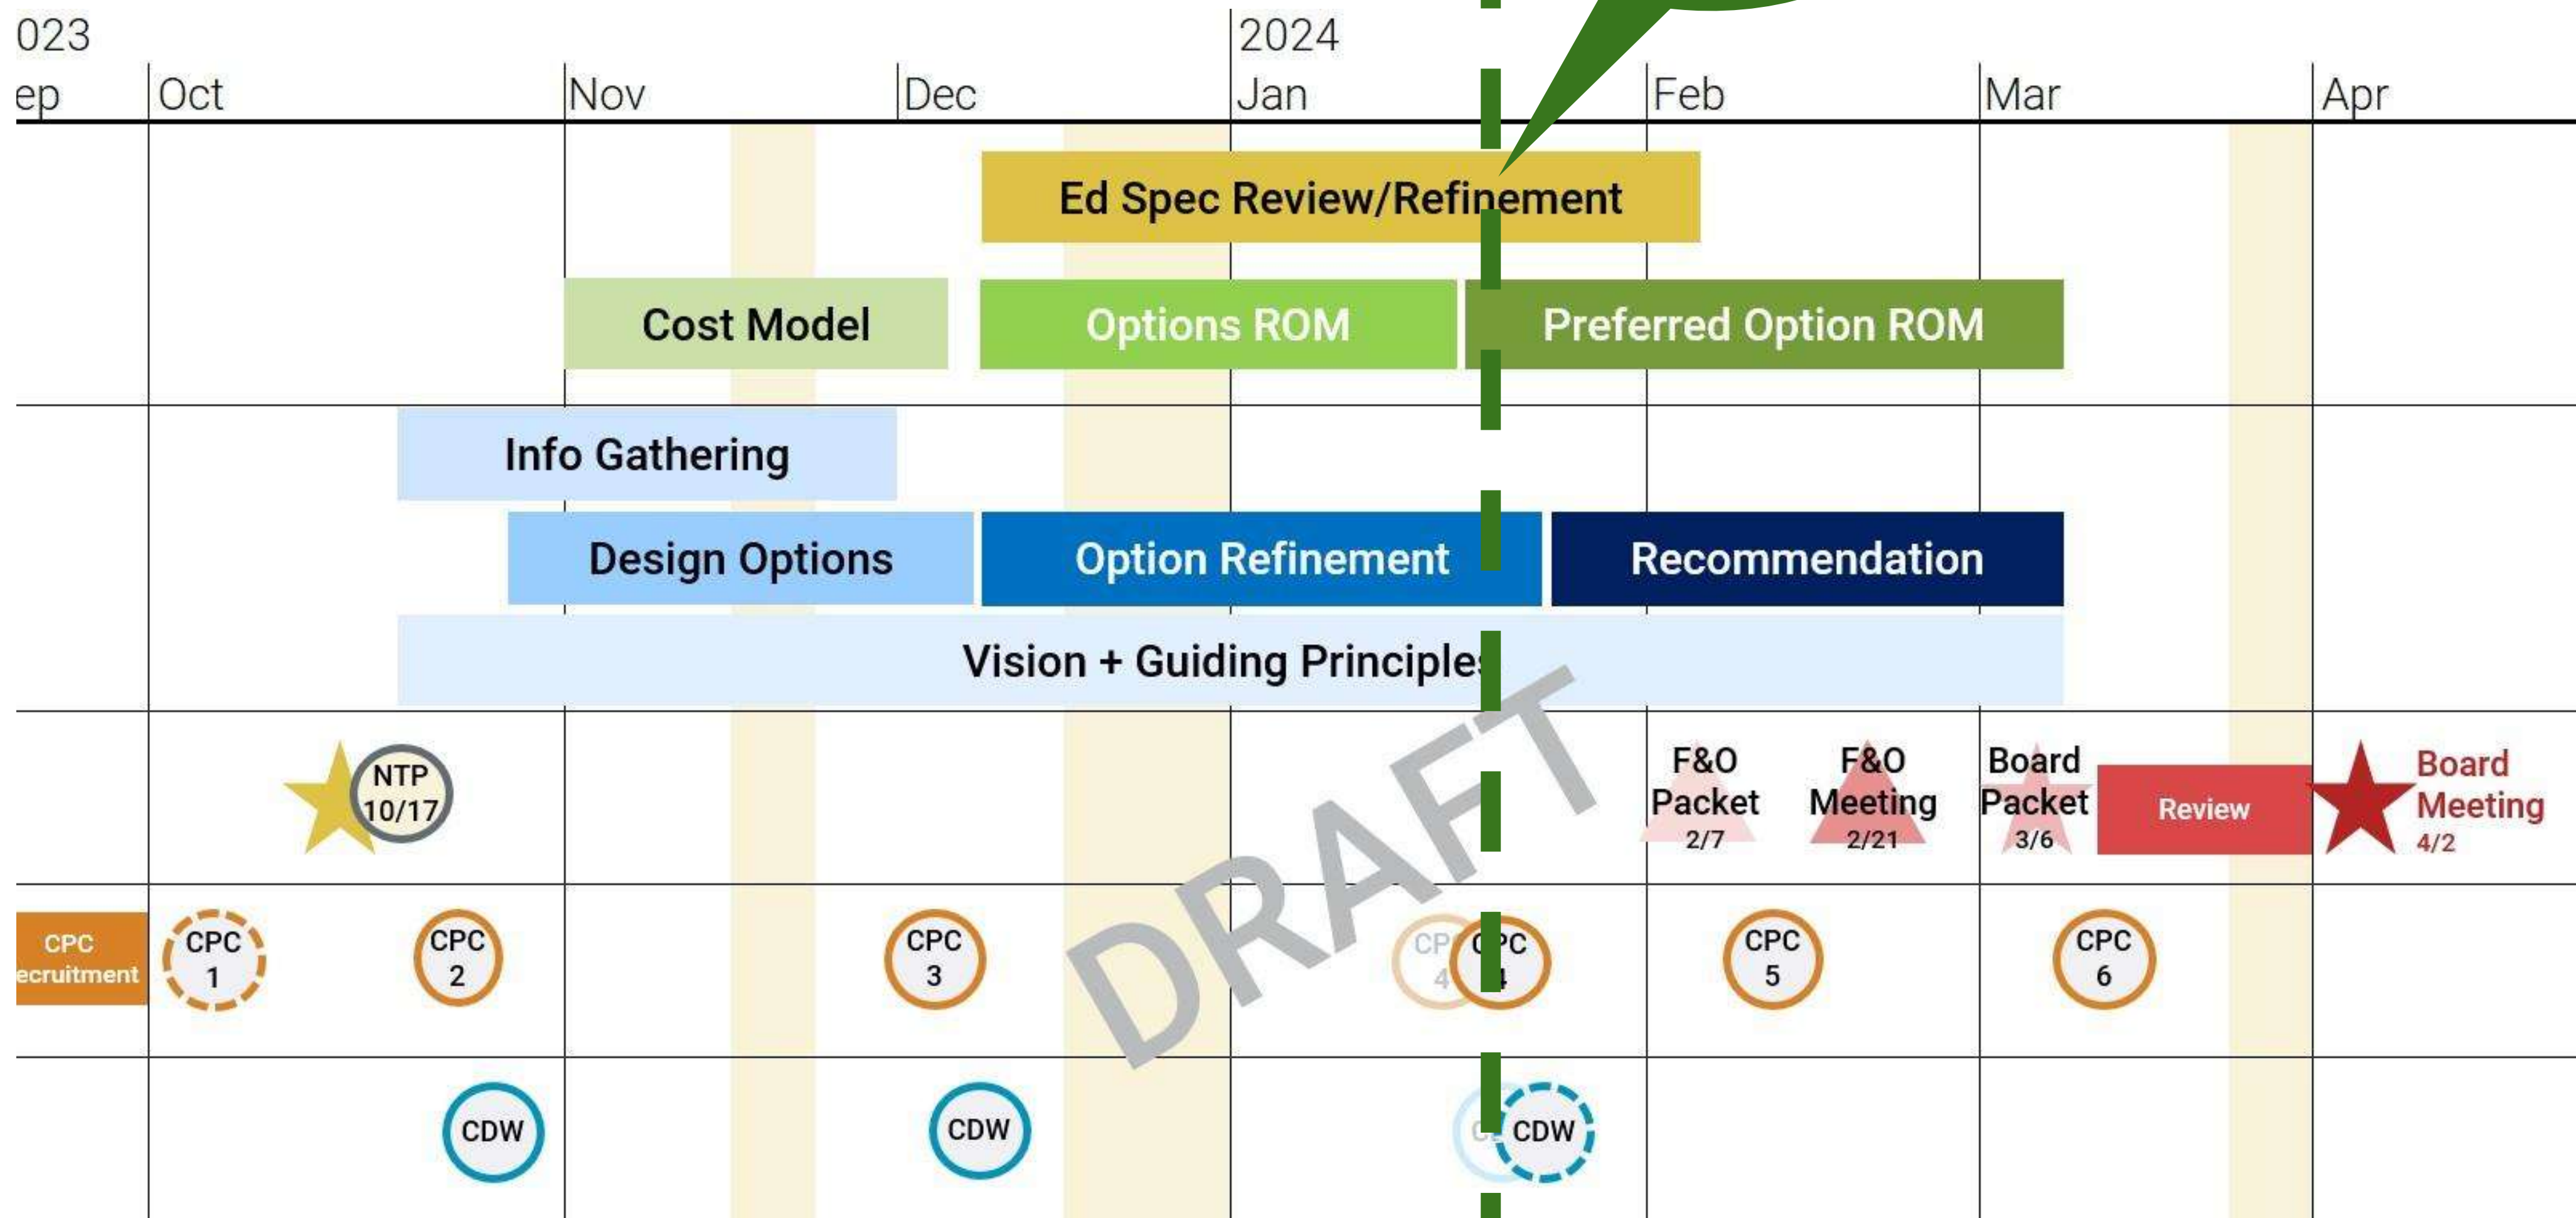 023
2024
ep
Oct
Nov
Dec
Jan
Feb
Mar
Apr
Ed Spec Review/Refinement
Cost Model
Options ROM
Preferred Option ROM
Info Gathering
Design Options
Option Refinement
Recommendation
Vision + Guiding Principles
DRAFT
NTP
10/17
F&O
Packet
2/7
F&O
Meeting
2/21
Board
Packet
3/6
Review
Board
Meeting
4/2
CPC
ecruitment
CPC
1
CPC
2
CPC
3
CP
4
CPC
4
CPC
5
CPC
6
CDW
CDW
CDW